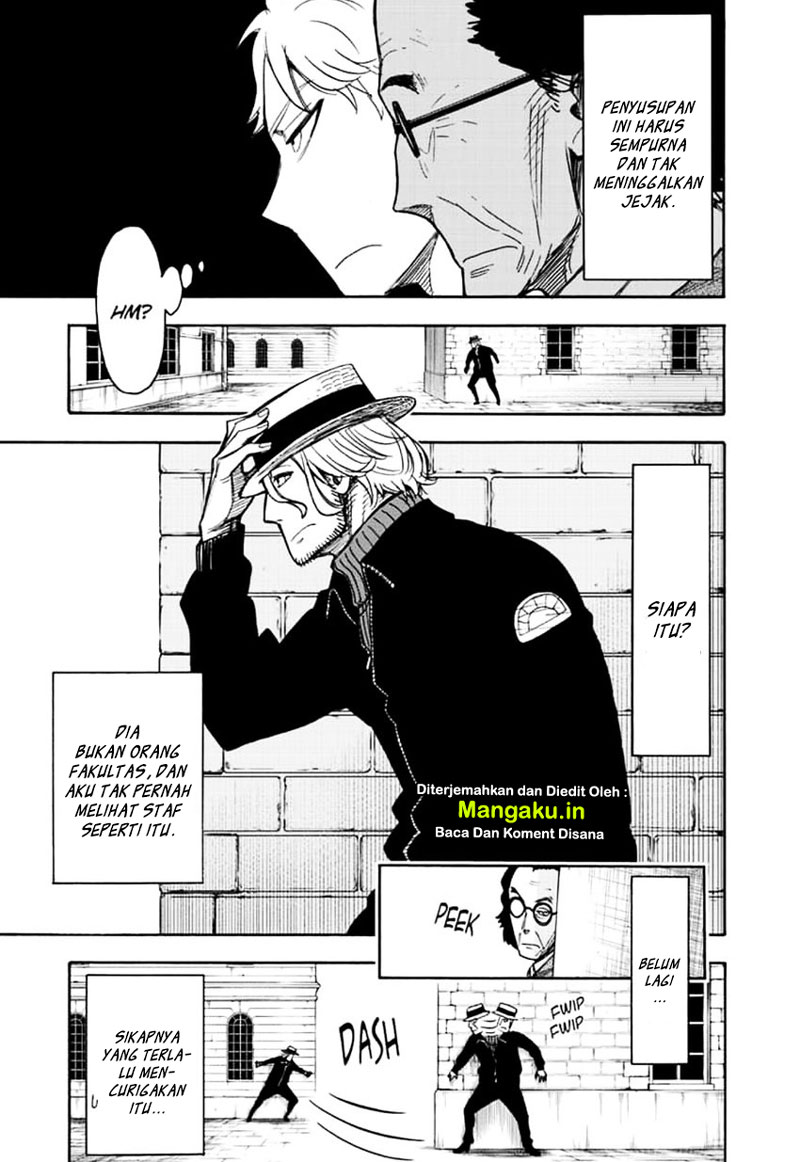 PENYUSUPAN
INI HARUS
SEMPURNA
DAN TAK
MENINGGALKAN
JEJAK.
HM?
SIAPA
ITU?
DIA
BUKAN ORANG
FAKULTAS, DAN
AKU TAK PERNAH
MELIHAT STAF
SEPERTI ITU.
Diterjemahkan dan Diedit Oleh :
Mangaku.in
Baca Dan Koment Disana
PEEK
BELUM
LAGI
...
FWIP
FWIP
DASH
SIKAPNYA
YANG TERLA-
LU MEN-
CURIGAKAN
ITU...